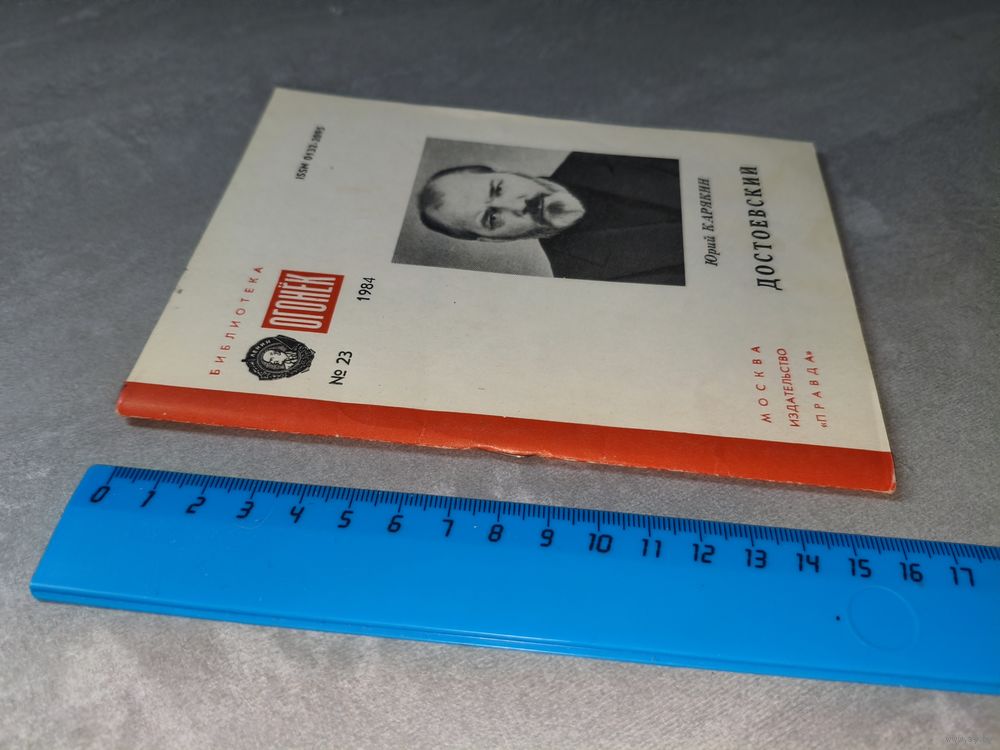 БИБЛИОТЕКА
ОГОНЁК
№ 23
1984
ISSN 0132-2095
ЛЕНИН
Юрий КАРЯКИН
ДОСТОЕВСКИЙ
МОСКВА
ИЗДАТЕЛЬСТВО
«ПРАВДА»
0 1 2 3 4 5 6 7 8 9 10 11 12 13 14 15 16 17